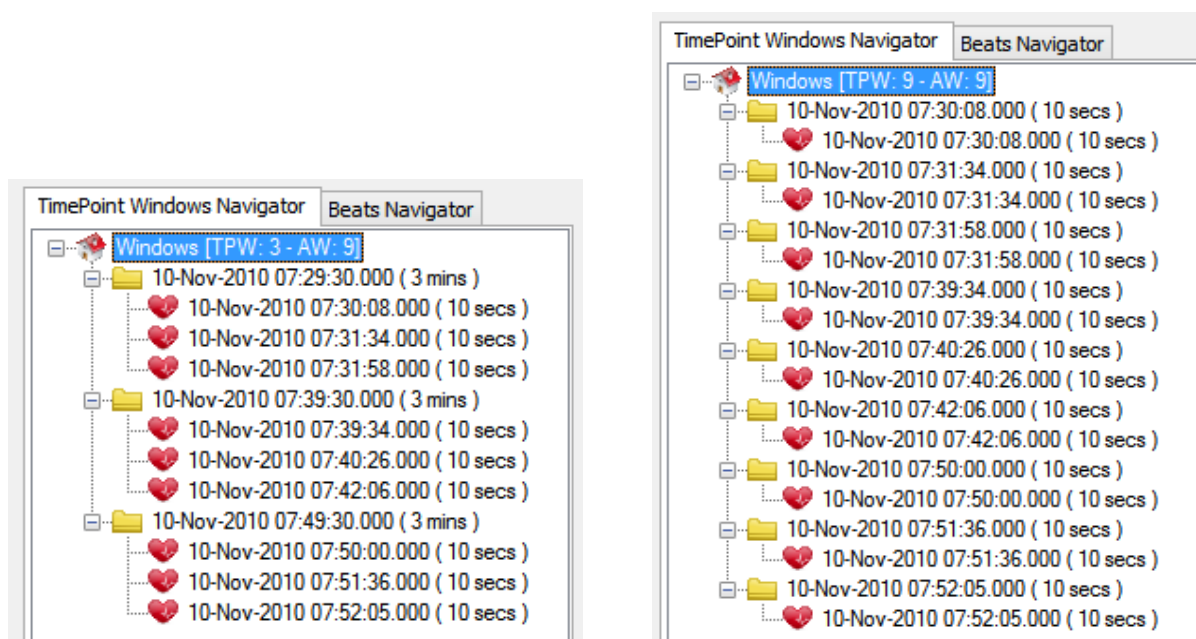 TimePoint Windows Navigator Beats Navigator
Windows [TPW: 3 - AW: 9]
10-Nov-2010 07:29:30.000 ( 3 mins )
10-Nov-2010 07:30:08.000 ( 10 secs )
10-Nov-2010 07:31:34.000 ( 10 secs )
10-Nov-2010 07:31:58.000 ( 10 secs )
10-Nov-2010 07:39:30.000 ( 3 mins )
10-Nov-2010 07:39:34.000 ( 10 secs )
10-Nov-2010 07:40:26.000 ( 10 secs )
10-Nov-2010 07:42:06.000 ( 10 secs )
10-Nov-2010 07:49:30.000 ( 3 mins )
10-Nov-2010 07:50:00.000 ( 10 secs )
10-Nov-2010 07:51:36.000 ( 10 secs )
10-Nov-2010 07:52:05.000 ( 10 secs )
TimePoint Windows Navigator Beats Navigator
Windows [TPW: 9 - AW: 9]
10-Nov-2010 07:30:08.000 ( 10 secs )
10-Nov-2010 07:30:08.000 ( 10 secs )
10-Nov-2010 07:31:34.000 ( 10 secs )
10-Nov-2010 07:31:34.000 ( 10 secs )
10-Nov-2010 07:31:58.000 ( 10 secs )
10-Nov-2010 07:31:58.000 ( 10 secs )
10-Nov-2010 07:39:34.000 ( 10 secs )
10-Nov-2010 07:39:34.000 ( 10 secs )
10-Nov-2010 07:40:26.000 ( 10 secs )
10-Nov-2010 07:40:26.000 ( 10 secs )
10-Nov-2010 07:42:06.000 ( 10 secs )
10-Nov-2010 07:42:06.000 ( 10 secs )
10-Nov-2010 07:50:00.000 ( 10 secs )
10-Nov-2010 07:50:00.000 ( 10 secs )
10-Nov-2010 07:51:36.000 ( 10 secs )
10-Nov-2010 07:51:36.000 ( 10 secs )
10-Nov-2010 07:52:05.000 ( 10 secs )
10-Nov-2010 07:52:05.000 ( 10 secs )